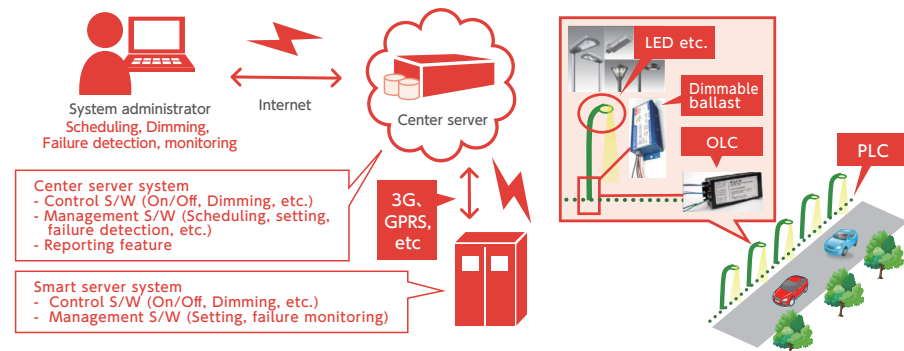 System administrator
Scheduling, Dimming,
Failure detection, monitoring
Internet
Center server
Center server system
- Control S/W (On/Off, Dimming, etc.)
- Management S/W (Scheduling, setting,
failure detection, etc.)
- Reporting feature
3G、
GPRS,
etc
Smart server system
- Control S/W (On/Off, Dimming, etc.)
- Management S/W (Setting, failure monitoring)
LED etc.
Dimmable
ballast
OLC
PLC